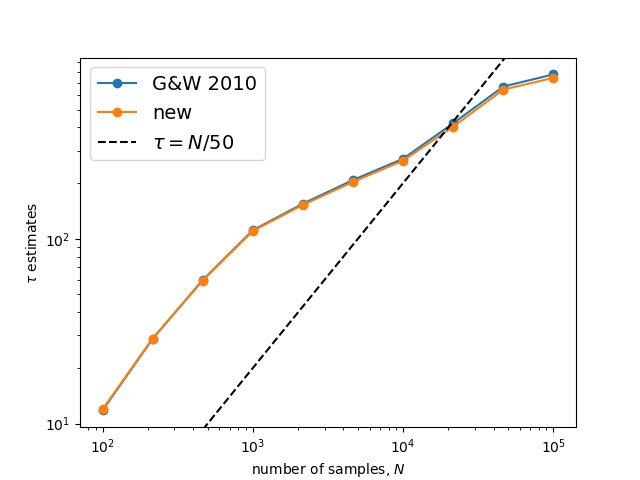 G&W 2010
new
τ = N/50
10²
10¹
τ estimates
10²
10³
10⁴
10⁵
number of samples, N